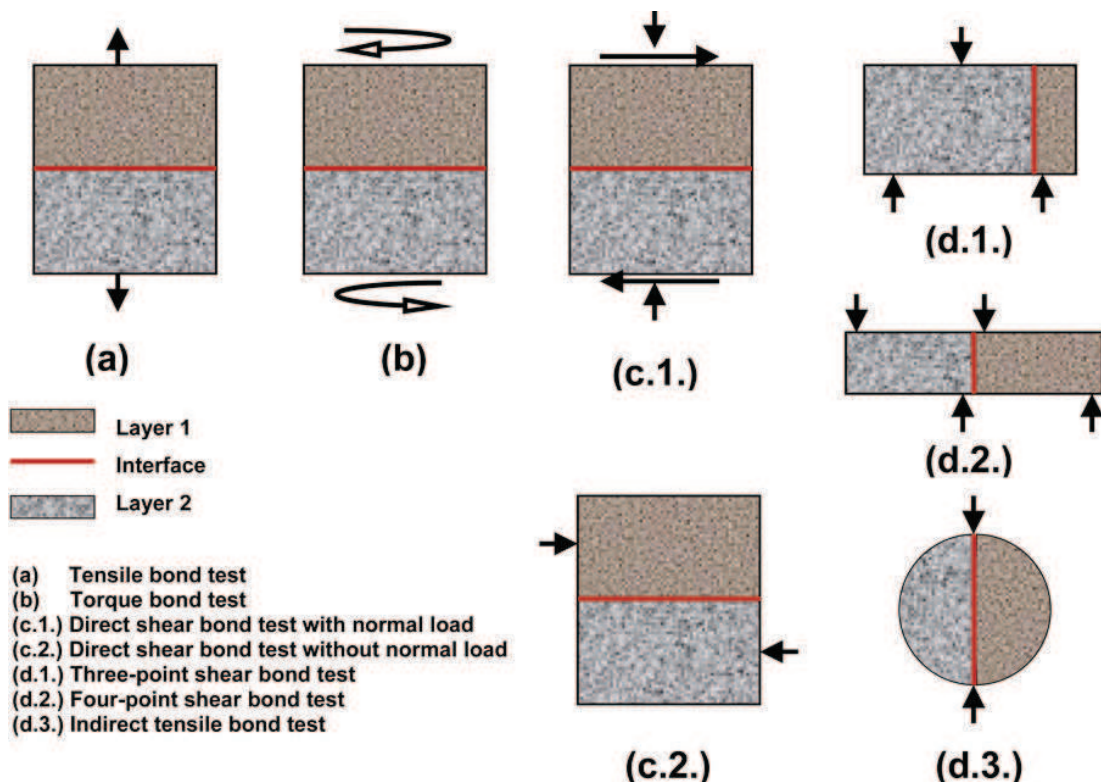 (a)
(b)
(c.1.)
(d.1.)
(d.2.)
Layer 1
Interface
Layer 2
(a) Tensile bond test
(b) Torque bond test
(c.1.) Direct shear bond test with normal load
(c.2.) Direct shear bond test without normal load
(d.1.) Three-point shear bond test
(d.2.) Four-point shear bond test
(d.3.) Indirect tensile bond test
(c.2.)
(d.3.)